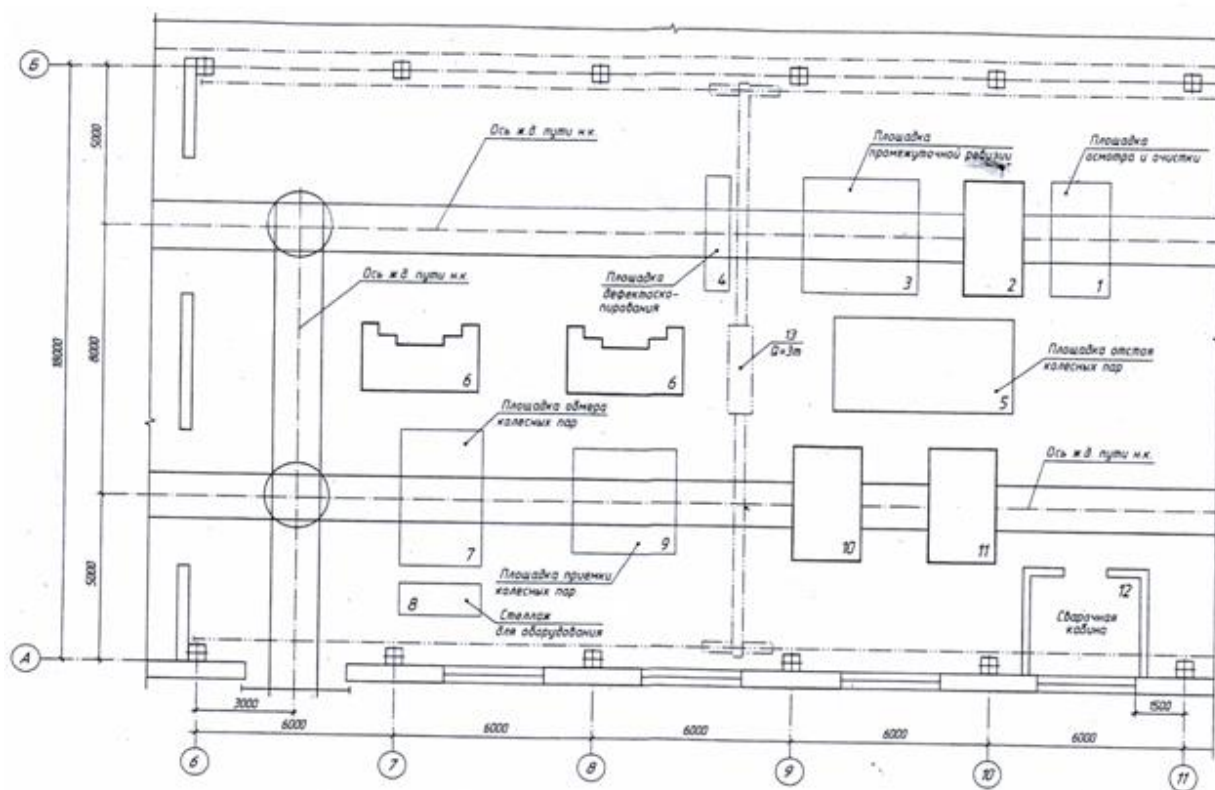 Б
5000
Ось ж.д. пути н.к.
Площадка
промежуточной ревизии
Площадка
осмотра и очистки
Ось ж.д. пути н.к.
Площадка
дефектоско-
пирования
4
3
2
1
18000
8000
13
Q=3т
6
6
Площадка отстоя
колесных пар
5
Площадка обмера
колесных пар
Ось ж.д. пути н.к.
7
9
10
11
5000
Площадка приемки
колесных пар
8
Стеллаж
для оборудования
12
Сварочная
кабина
А
3000
1500
6000
6000
6000
6000
6000
6
7
8
9
10
11